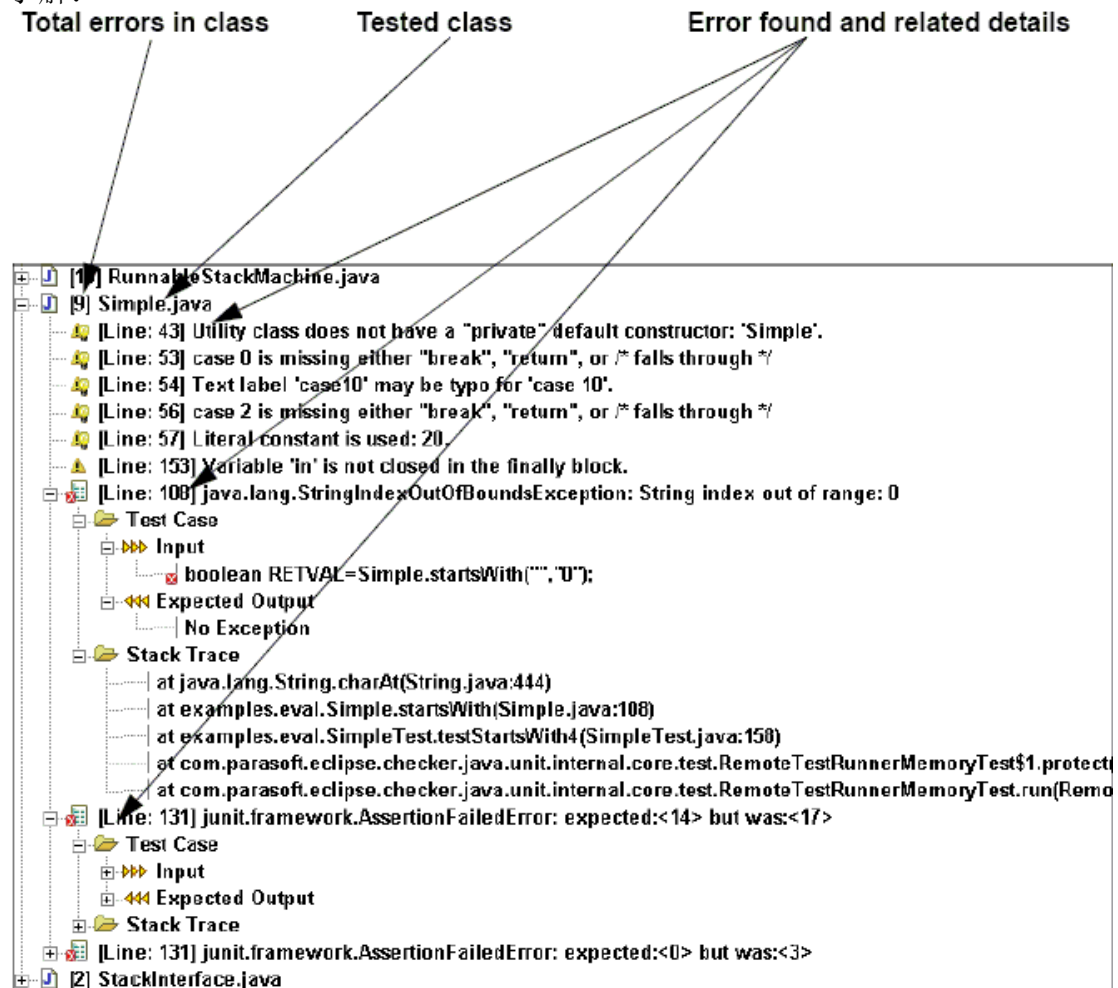 Total errors in class Tested class Error found and related details
RunnableStackMachine.java
[9] Simple.java
[Line: 43] Utility class does not have a "private" default constructor: 'Simple'.
[Line: 53] case 0 is missing either "break", "return", or /* falls through */
[Line: 54] Text label 'case10' may be typo for 'case 10'.
[Line: 56] case 2 is missing either "break", "return", or /* falls through */
[Line: 57] Literal constant is used: 20.
[Line: 153] Variable 'in' is not closed in the finally block.
[Line: 108] java.lang.StringIndexOutOfBoundsException: String index out of range: 0
Test Case
Input
boolean RETVAL=Simple.startsWith("","0");
Expected Output
No Exception
Stack Trace
at java.lang.String.charAt(String.java:444)
at examples.eval.Simple.startsWith(Simple.java:108)
at examples.eval.SimpleTest.testStartsWith4(SimpleTest.java:158)
at com.parasoft.eclipse.checker.java.unit.internal.core.test.RemoteTestRunnerMemoryTest$1.protect(
at com.parasoft.eclipse.checker.java.unit.internal.core.test.RemoteTestRunnerMemoryTest.run(Remo
[Line: 131] junit.framework.AssertionFailedError: expected:<14> but was:<17>
Test Case
Input
Expected Output
Stack Trace
[Line: 131] junit.framework.AssertionFailedError: expected:<0> but was:<3>
[2] StackInterface.java